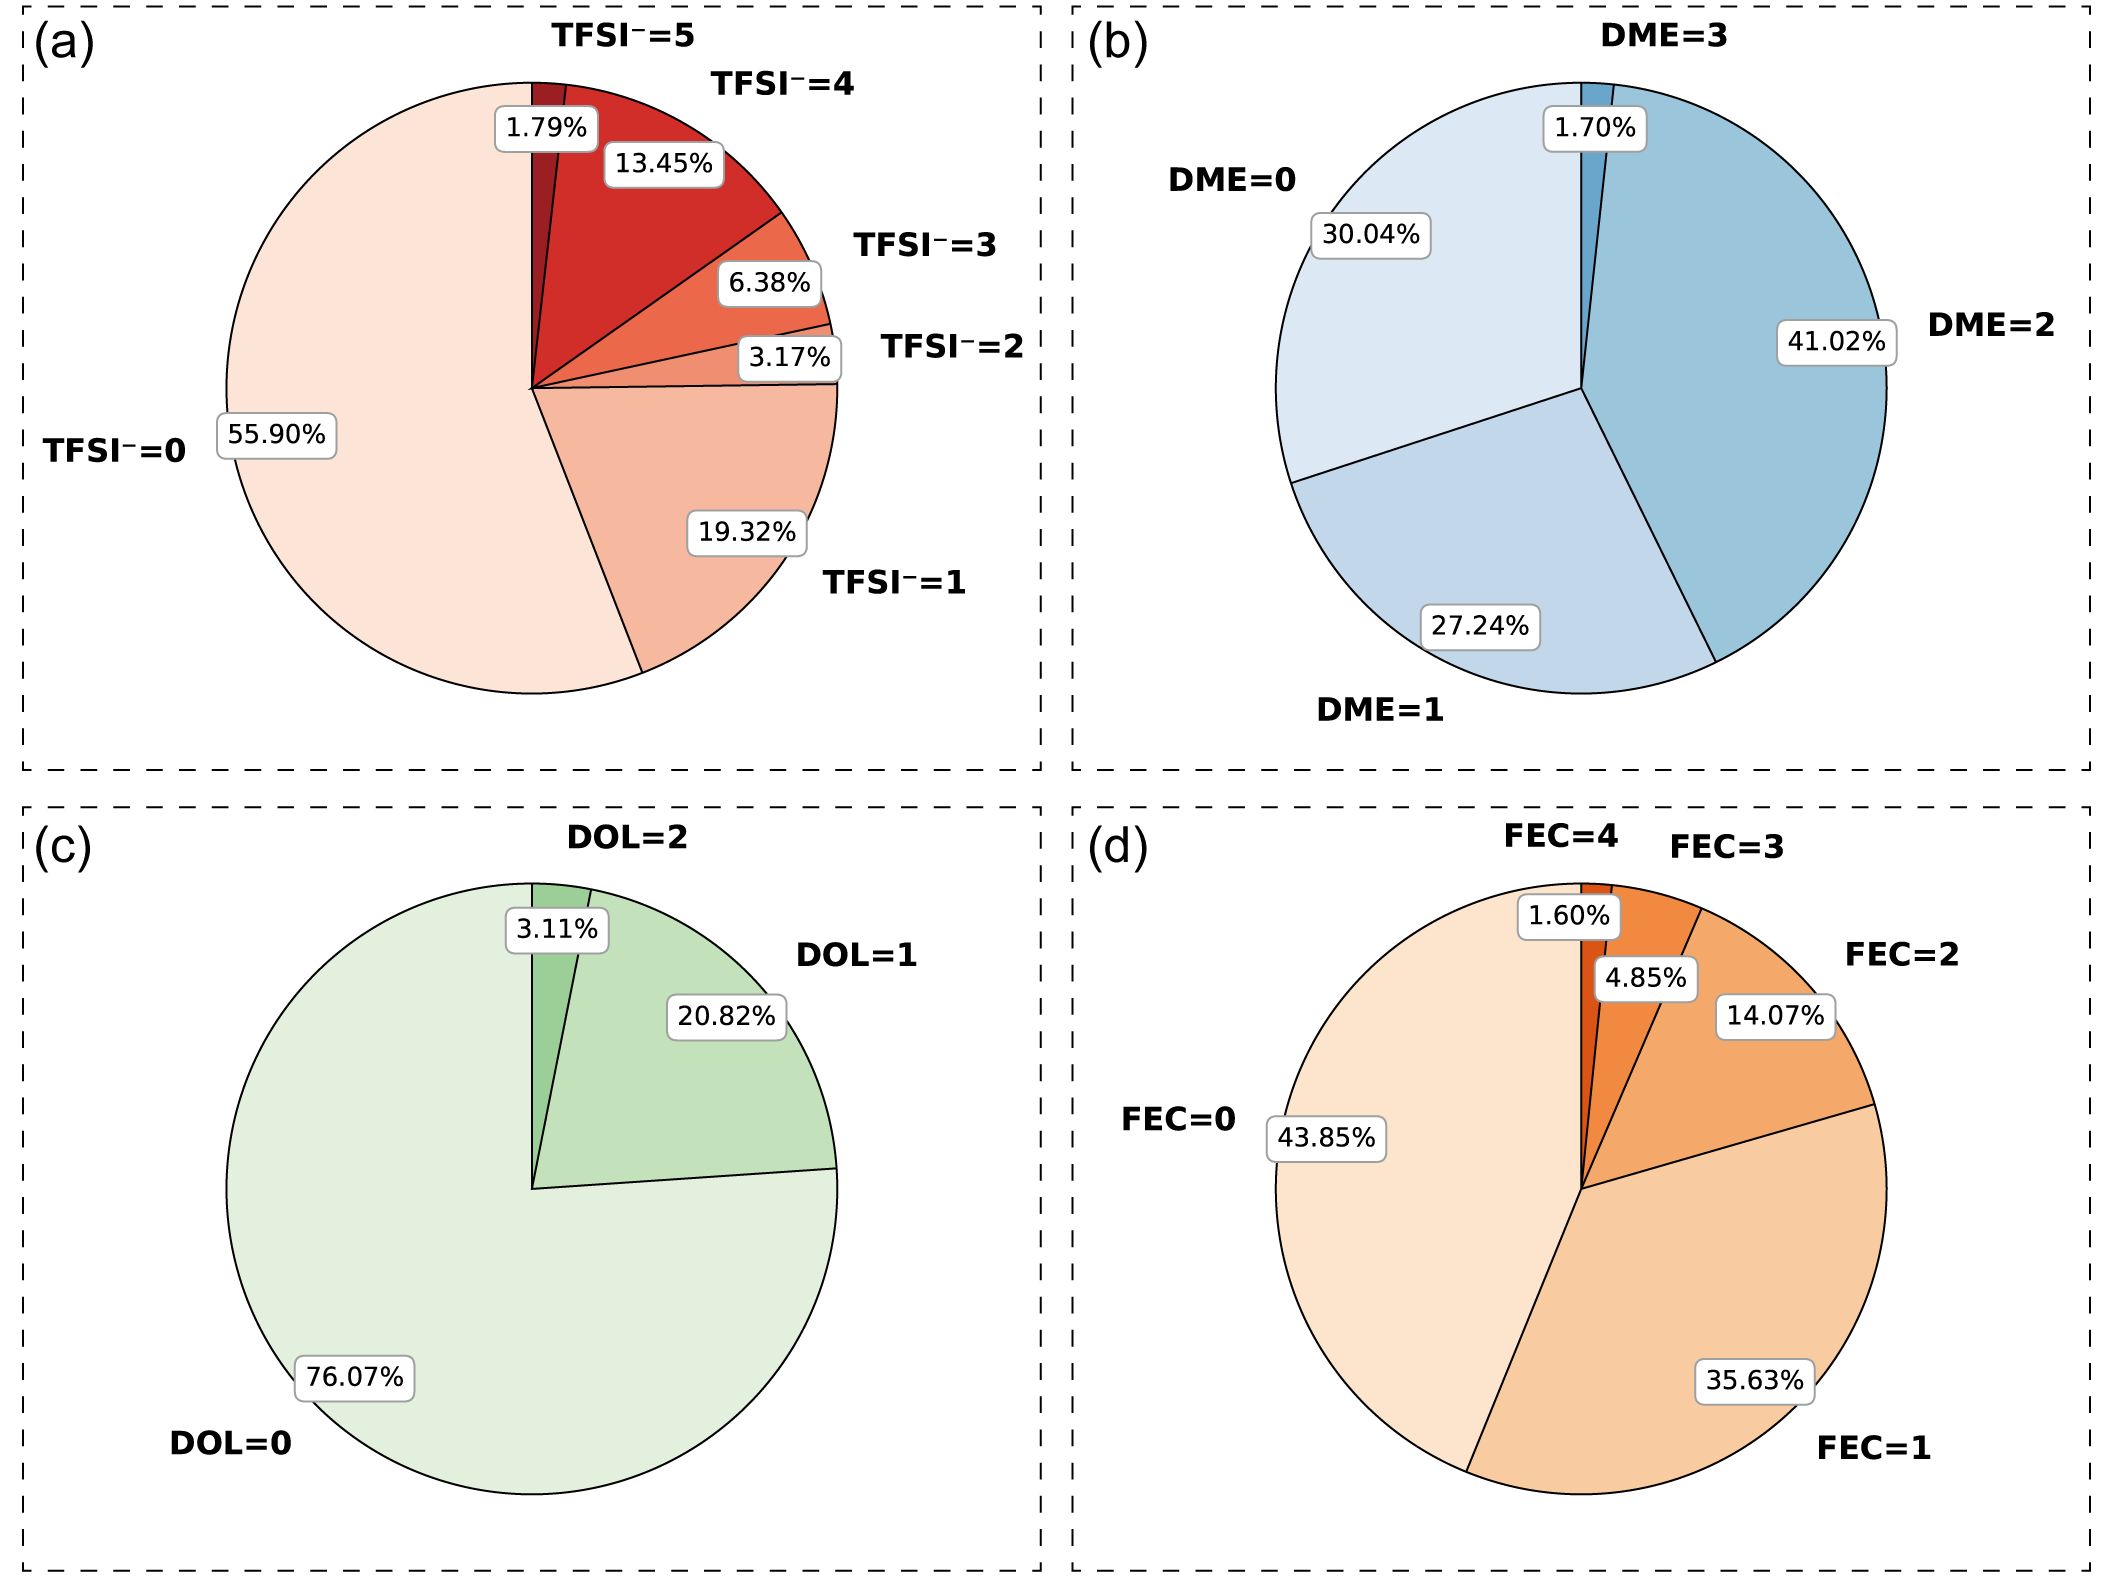 (a)
TFSI⁻=5
TFSI⁻=4
1.79%
13.45%
TFSI⁻=3
6.38%
TFSI⁻=2
3.17%
TFSI⁻=0
55.90%
19.32%
TFSI⁻=1
(b)
DME=3
1.70%
DME=0
30.04%
DME=2
41.02%
27.24%
DME=1
(c)
DOL=2
3.11%
DOL=1
20.82%
76.07%
DOL=0
(d)
FEC=4
FEC=3
1.60%
4.85%
FEC=2
14.07%
FEC=0
43.85%
35.63%
FEC=1